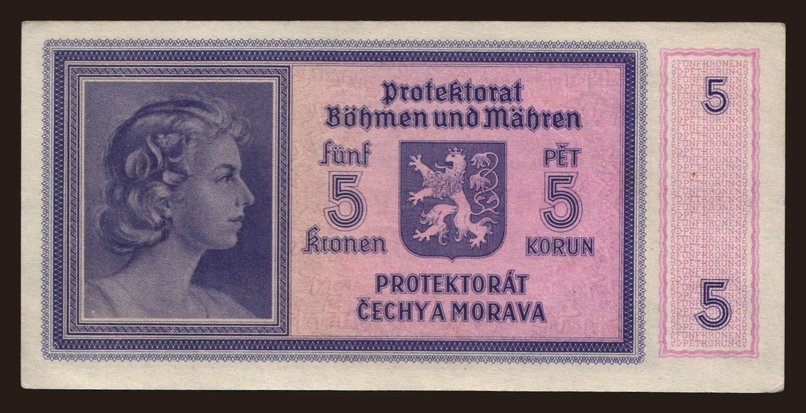 Protektorat
Böhmen und Mähren
fünf
5
Kronen
PĚT
5
KORUN
PROTEKTORÁT
ČECHY A MORAVA
5
5